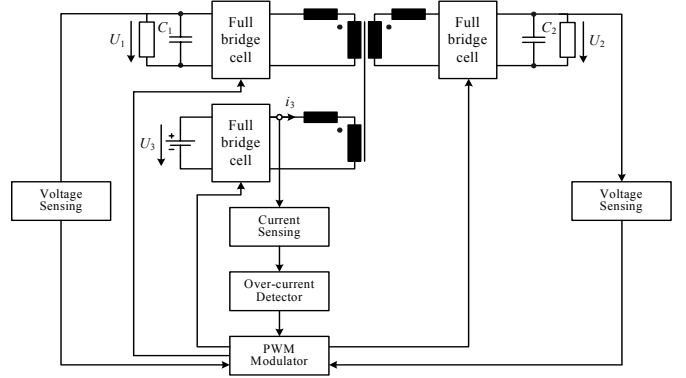 Full
bridge
cell
Full
bridge
cell
U1
C1
C2
U2
i3
Full
bridge
cell
U3
+
−
Voltage
Sensing
Voltage
Sensing
Current
Sensing
Over-current
Detector
PWM
Modulator